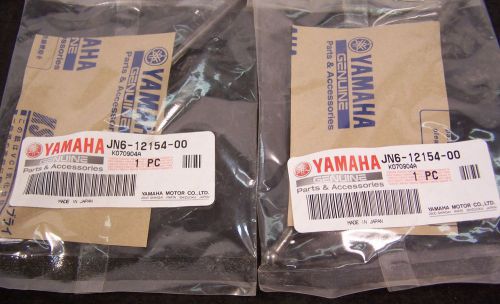 YAMAHA
GENUINE
Parts & Accessories
YAMAHA
GENUINE
Parts & Accessories
YAMAHA JN6-12154-00
GENUINE K070904A
Parts & Accessories 1 PC
YAMAHA MOTOR CO.,LTD.
MADE IN JAPAN
YAMAHA JN6-12154-00
GENUINE K070904A
Parts & Accessories 1 PC
YAMAHA MOTOR CO.,LTD.
MADE IN JAPAN